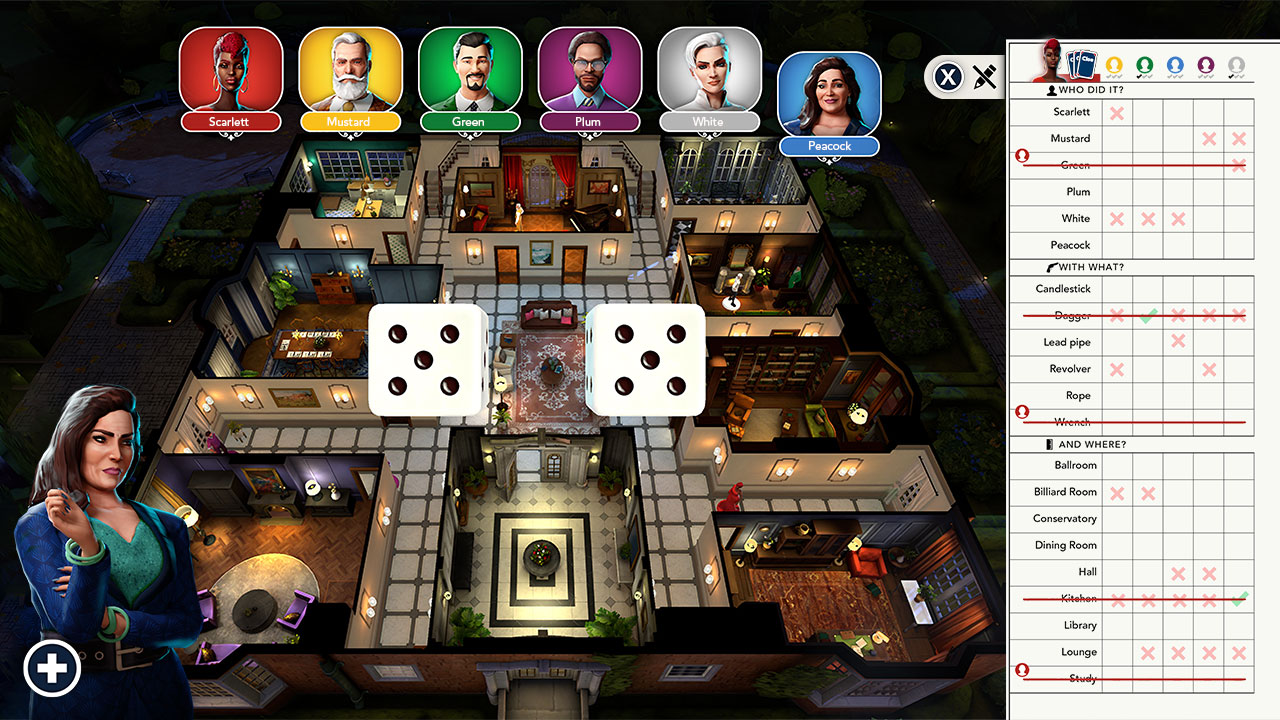 Scarlett
Mustard
Green
Plum
White
Peacock
X
Clue
WHO DID IT?
Scarlett
Mustard
Green
Plum
White
Peacock
WITH WHAT?
Candlestick
Dagger
Lead pipe
Revolver
Rope
Wrench
AND WHERE?
Ballroom
Billiard Room
Conservatory
Dining Room
Hall
Kitchen
Library
Lounge
Study